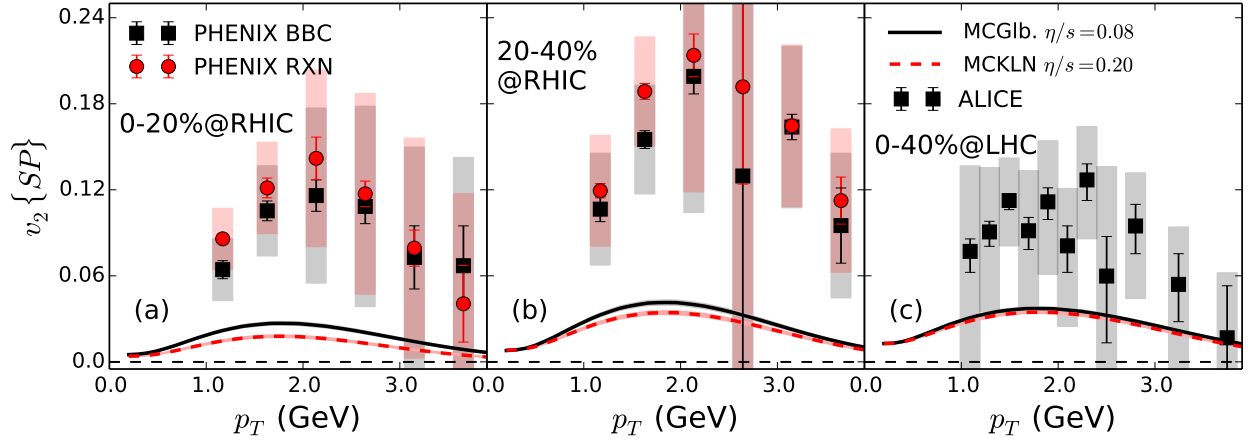 0.24
0.18
0.12
0.06
0.0
v₂{SP}
PHENIX BBC
PHENIX RXN
0-20%@RHIC
(a)
0.0 1.0 2.0 3.0
p_T (GeV)
20-40%
@RHIC
(b)
0.0 1.0 2.0 3.0
p_T (GeV)
MCGlb. η/s=0.08
MCKLN η/s=0.20
ALICE
0-40%@LHC
(c)
0.0 1.0 2.0 3.0
p_T (GeV)